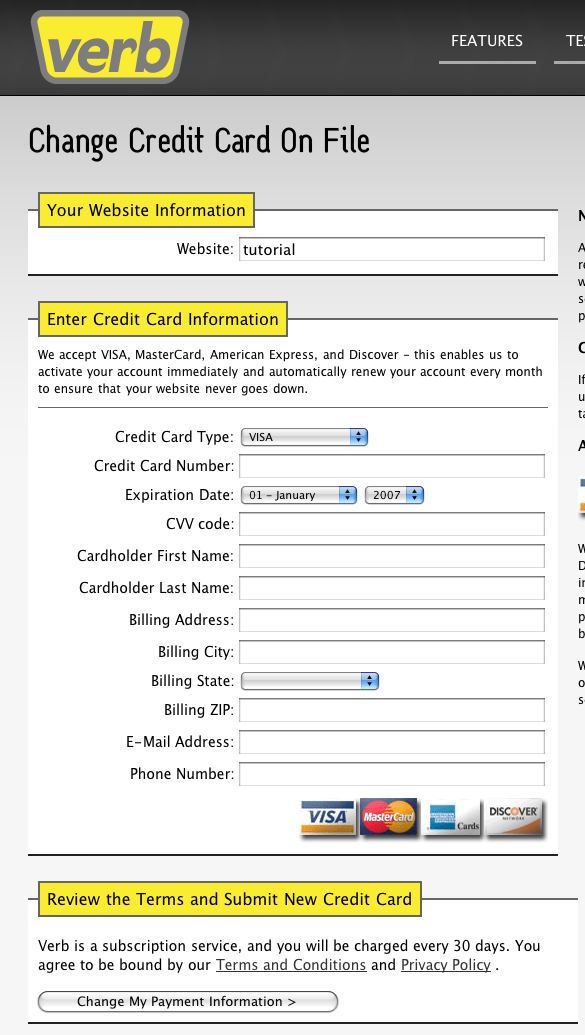 verb
FEATURES
Change Credit Card On File
Your Website Information
Website: tutorial
Enter Credit Card Information
We accept VISA, MasterCard, American Express, and Discover – this enables us to
activate your account immediately and automatically renew your account every month
to ensure that your website never goes down.
Credit Card Type: VISA
Credit Card Number:
Expiration Date: 01 – January 2007
CVV code:
Cardholder First Name:
Cardholder Last Name:
Billing Address:
Billing City:
Billing State:
Billing ZIP:
E-Mail Address:
Phone Number:
VISA MasterCard Cards DISCOVER NETWORK
Review the Terms and Submit New Credit Card
Verb is a subscription service, and you will be charged every 30 days. You
agree to be bound by our Terms and Conditions and Privacy Policy .
Change My Payment Information >